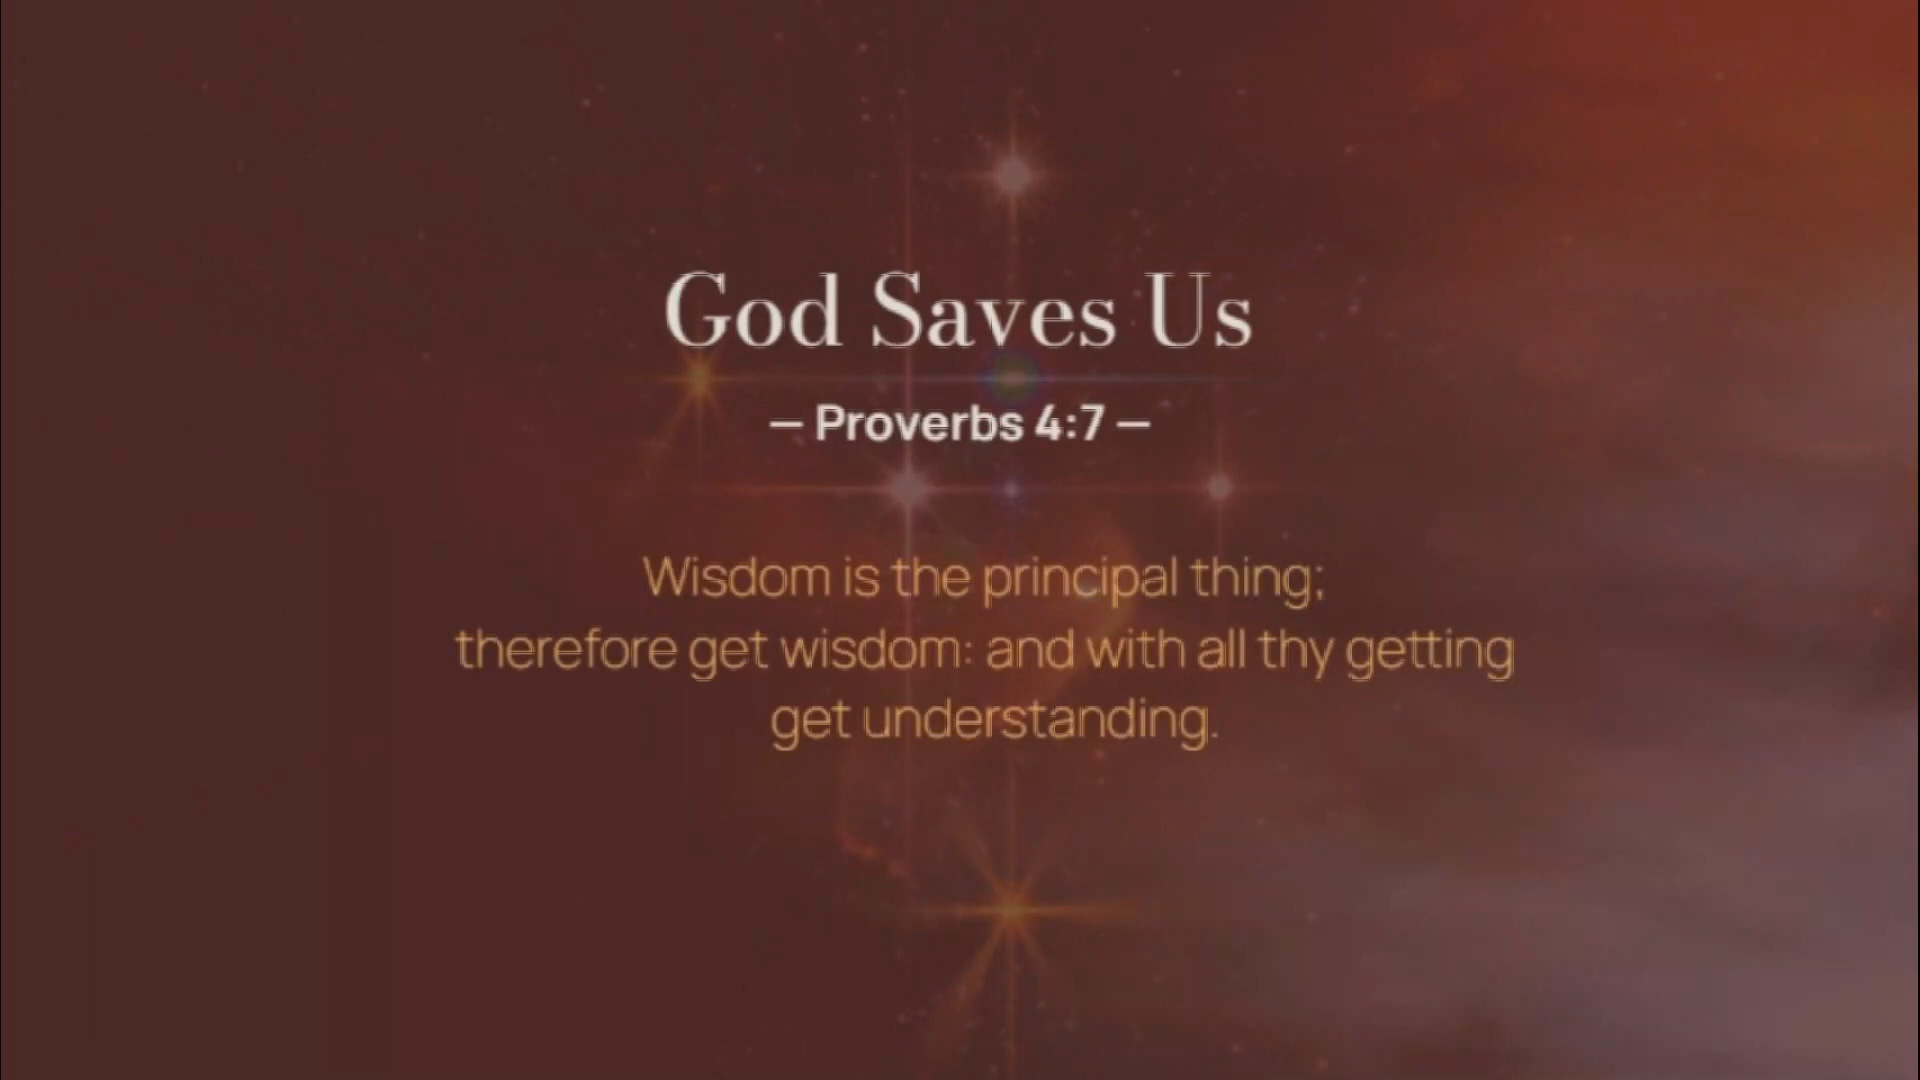 God Saves Us
– Proverbs 4:7 –
Wisdom is the principal thing;
therefore get wisdom: and with all thy getting
get understanding.